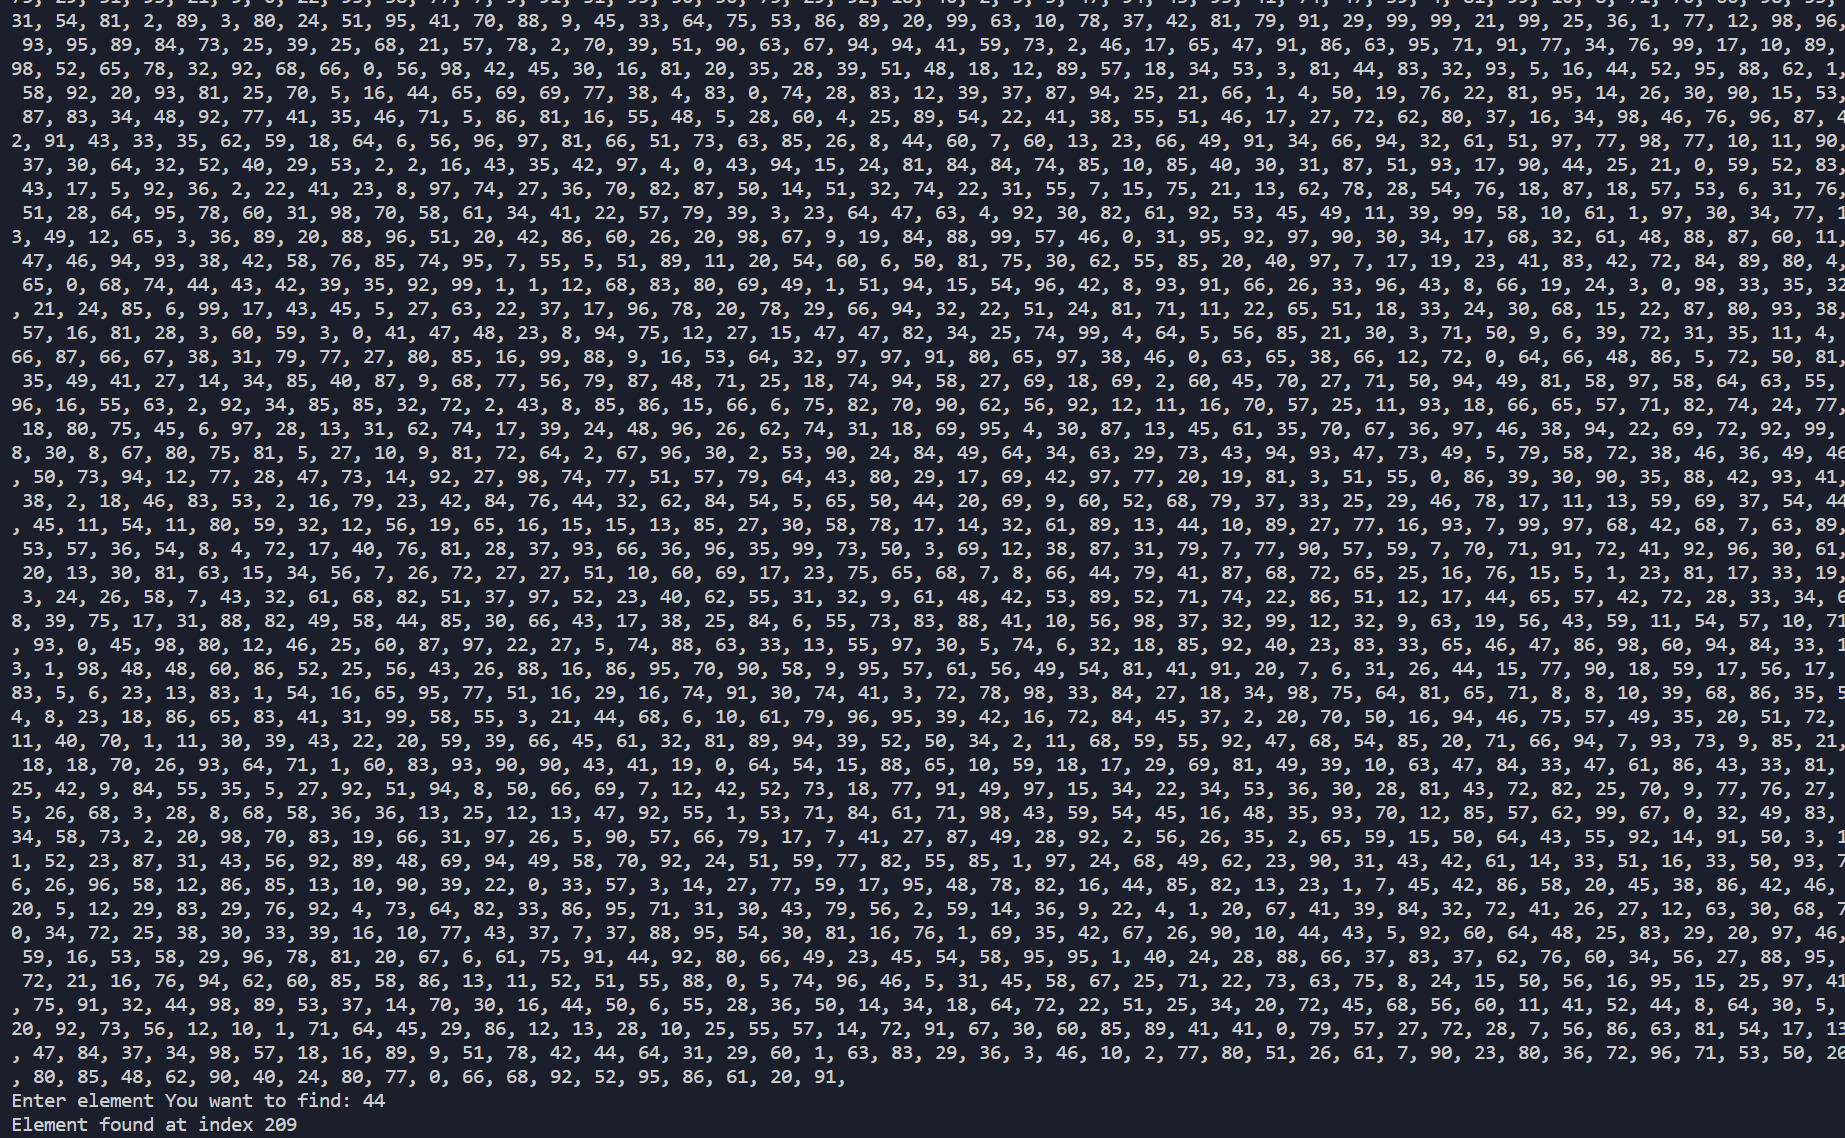 31, 54, 81, 2, 89, 3, 80, 24, 51, 95, 41, 70, 88, 9, 45, 33, 64, 75, 53, 86, 89, 20, 99, 63, 10, 78, 37, 42, 81, 79, 91, 29, 99, 99, 21, 99, 25, 36, 1, 77, 12, 98, 96,
93, 95, 89, 84, 73, 25, 39, 25, 68, 21, 57, 78, 2, 70, 39, 51, 90, 63, 67, 94, 94, 41, 59, 73, 2, 46, 17, 65, 47, 91, 86, 63, 95, 71, 91, 77, 34, 76, 99, 17, 10, 89,
98, 52, 65, 78, 32, 92, 68, 66, 0, 56, 98, 42, 45, 30, 16, 81, 20, 35, 28, 39, 51, 48, 18, 12, 89, 57, 18, 34, 53, 3, 81, 44, 83, 32, 93, 5, 16, 44, 52, 95, 88, 62, 1,
58, 92, 20, 93, 81, 25, 70, 5, 16, 44, 65, 69, 69, 77, 38, 4, 83, 0, 74, 28, 83, 12, 39, 37, 87, 94, 25, 21, 66, 1, 4, 50, 19, 76, 22, 81, 95, 14, 26, 30, 90, 15, 53,
87, 83, 34, 48, 92, 77, 41, 35, 46, 71, 5, 86, 81, 16, 55, 48, 5, 28, 60, 4, 25, 89, 54, 22, 41, 38, 55, 51, 46, 17, 27, 72, 62, 80, 37, 16, 34, 98, 46, 76, 96, 87, 4
2, 91, 43, 33, 35, 62, 59, 18, 64, 6, 56, 96, 97, 81, 66, 51, 73, 63, 85, 26, 8, 44, 60, 7, 60, 13, 23, 66, 49, 91, 34, 66, 94, 32, 61, 51, 97, 77, 98, 77, 10, 11, 90,
37, 30, 64, 32, 52, 40, 29, 53, 2, 2, 16, 43, 35, 42, 97, 4, 0, 43, 94, 15, 24, 81, 84, 84, 74, 85, 10, 85, 40, 30, 31, 87, 51, 93, 17, 90, 44, 25, 21, 0, 59, 52, 83,
43, 17, 5, 92, 36, 2, 22, 41, 23, 8, 97, 74, 27, 36, 70, 82, 87, 50, 14, 51, 32, 74, 22, 31, 55, 7, 15, 75, 21, 13, 62, 78, 28, 54, 76, 18, 87, 18, 57, 53, 6, 31, 76,
51, 28, 64, 95, 78, 60, 31, 98, 70, 58, 61, 34, 41, 22, 57, 79, 39, 3, 23, 64, 47, 63, 4, 92, 30, 82, 61, 92, 53, 45, 49, 11, 39, 99, 58, 10, 61, 1, 97, 30, 34, 77, 1
3, 49, 12, 65, 3, 36, 89, 20, 88, 96, 51, 20, 42, 86, 60, 26, 20, 98, 67, 9, 19, 84, 88, 99, 57, 46, 0, 31, 95, 92, 97, 90, 30, 34, 17, 68, 32, 61, 48, 88, 87, 60, 11,
47, 46, 94, 93, 38, 42, 58, 76, 85, 74, 95, 7, 55, 5, 51, 89, 11, 20, 54, 60, 6, 50, 81, 75, 30, 62, 55, 85, 20, 40, 97, 7, 17, 19, 23, 41, 83, 42, 72, 84, 89, 80, 4,
65, 0, 68, 74, 44, 43, 42, 39, 35, 92, 99, 1, 1, 12, 68, 83, 80, 69, 49, 1, 51, 94, 15, 54, 96, 42, 8, 93, 91, 66, 26, 33, 96, 43, 8, 66, 19, 24, 3, 0, 98, 33, 35, 32
, 21, 24, 85, 6, 99, 17, 43, 45, 5, 27, 63, 22, 37, 17, 96, 78, 20, 78, 29, 66, 94, 32, 22, 51, 24, 81, 71, 11, 22, 65, 51, 18, 33, 24, 30, 68, 15, 22, 87, 80, 93, 38,
57, 16, 81, 28, 3, 60, 59, 3, 0, 41, 47, 48, 23, 8, 94, 75, 12, 27, 15, 47, 47, 82, 34, 25, 74, 99, 4, 64, 5, 56, 85, 21, 30, 3, 71, 50, 9, 6, 39, 72, 31, 35, 11, 4,
66, 87, 66, 67, 38, 31, 79, 77, 27, 80, 85, 16, 99, 88, 9, 16, 53, 64, 32, 97, 97, 91, 80, 65, 97, 38, 46, 0, 63, 65, 38, 66, 12, 72, 0, 64, 66, 48, 86, 5, 72, 50, 81,
35, 49, 41, 27, 14, 34, 85, 40, 87, 9, 68, 77, 56, 79, 87, 48, 71, 25, 18, 74, 94, 58, 27, 69, 18, 69, 2, 60, 45, 70, 27, 71, 50, 94, 49, 81, 58, 97, 58, 64, 63, 55,
96, 16, 55, 63, 2, 92, 34, 85, 85, 32, 72, 2, 43, 8, 85, 86, 15, 66, 6, 75, 82, 70, 90, 62, 56, 92, 12, 11, 16, 70, 57, 25, 11, 93, 18, 66, 65, 57, 71, 82, 74, 24, 77,
18, 80, 75, 45, 6, 97, 28, 13, 31, 62, 74, 17, 39, 24, 48, 96, 26, 62, 74, 31, 18, 69, 95, 4, 30, 87, 13, 45, 61, 35, 70, 67, 36, 97, 46, 38, 94, 22, 69, 72, 92, 99,
8, 30, 8, 67, 80, 75, 81, 5, 27, 10, 9, 81, 72, 64, 2, 67, 96, 30, 2, 53, 90, 24, 84, 49, 64, 34, 63, 29, 73, 43, 94, 93, 47, 73, 49, 5, 79, 58, 72, 38, 46, 36, 49, 46
, 50, 73, 94, 12, 77, 28, 47, 73, 14, 92, 27, 98, 74, 77, 51, 57, 79, 64, 43, 80, 29, 17, 69, 42, 97, 77, 20, 19, 81, 3, 51, 55, 0, 86, 39, 30, 90, 35, 88, 42, 93, 41,
38, 2, 18, 46, 83, 53, 2, 16, 79, 23, 42, 84, 76, 44, 32, 62, 84, 54, 5, 65, 50, 44, 20, 69, 9, 60, 52, 68, 79, 37, 33, 25, 29, 46, 78, 17, 11, 13, 59, 69, 37, 54, 44
, 45, 11, 54, 11, 80, 59, 32, 12, 56, 19, 65, 16, 15, 15, 13, 85, 27, 30, 58, 78, 17, 14, 32, 61, 89, 13, 44, 10, 89, 27, 77, 16, 93, 7, 99, 97, 68, 42, 68, 7, 63, 89,
53, 57, 36, 54, 8, 4, 72, 17, 40, 76, 81, 28, 37, 93, 66, 36, 96, 35, 99, 73, 50, 3, 69, 12, 38, 87, 31, 79, 7, 77, 90, 57, 59, 7, 70, 71, 91, 72, 41, 92, 96, 30, 61,
20, 13, 30, 81, 63, 15, 34, 56, 7, 26, 72, 27, 27, 51, 10, 60, 69, 17, 23, 75, 65, 68, 7, 8, 66, 44, 79, 41, 87, 68, 72, 65, 25, 16, 76, 15, 5, 1, 23, 81, 17, 33, 19,
3, 24, 26, 58, 7, 43, 32, 61, 68, 82, 51, 37, 97, 52, 23, 40, 62, 55, 31, 32, 9, 61, 48, 42, 53, 89, 52, 71, 74, 22, 86, 51, 12, 17, 44, 65, 57, 42, 72, 28, 33, 34, 6
8, 39, 75, 17, 31, 88, 82, 49, 58, 44, 85, 30, 66, 43, 17, 38, 25, 84, 6, 55, 73, 83, 88, 41, 10, 56, 98, 37, 32, 99, 12, 32, 9, 63, 19, 56, 43, 59, 11, 54, 57, 10, 71
, 93, 0, 45, 98, 80, 12, 46, 25, 60, 87, 97, 22, 27, 5, 74, 88, 63, 33, 13, 55, 97, 30, 5, 74, 6, 32, 18, 85, 92, 40, 23, 83, 33, 65, 46, 47, 86, 98, 60, 94, 84, 33, 1
3, 1, 98, 48, 48, 60, 86, 52, 25, 56, 43, 26, 88, 16, 86, 95, 70, 90, 58, 9, 95, 57, 61, 56, 49, 54, 81, 41, 91, 20, 7, 6, 31, 26, 44, 15, 77, 90, 18, 59, 17, 56, 17,
83, 5, 6, 23, 13, 83, 1, 54, 16, 65, 95, 77, 51, 16, 29, 16, 74, 91, 30, 74, 41, 3, 72, 78, 98, 33, 84, 27, 18, 34, 98, 75, 64, 81, 65, 71, 8, 8, 10, 39, 68, 86, 35, 5
4, 8, 23, 18, 86, 65, 83, 41, 31, 99, 58, 55, 3, 21, 44, 68, 6, 10, 61, 79, 96, 95, 39, 42, 16, 72, 84, 45, 37, 2, 20, 70, 50, 16, 94, 46, 75, 57, 49, 35, 20, 51, 72,
11, 40, 70, 1, 11, 30, 39, 43, 22, 20, 59, 39, 66, 45, 61, 32, 81, 89, 94, 39, 52, 50, 34, 2, 11, 68, 59, 55, 92, 47, 68, 54, 85, 20, 71, 66, 94, 7, 93, 73, 9, 85, 21,
18, 18, 70, 26, 93, 64, 71, 1, 60, 83, 93, 90, 90, 43, 41, 19, 0, 64, 54, 15, 88, 65, 10, 59, 18, 17, 29, 69, 81, 49, 39, 10, 63, 47, 84, 33, 47, 61, 86, 43, 33, 81,
25, 42, 9, 84, 55, 35, 5, 27, 92, 51, 94, 8, 50, 66, 69, 7, 12, 42, 52, 73, 18, 77, 91, 49, 97, 15, 34, 22, 34, 53, 36, 30, 28, 81, 43, 72, 82, 25, 70, 9, 77, 76, 27,
5, 26, 68, 3, 28, 8, 68, 58, 36, 36, 13, 25, 12, 13, 47, 92, 55, 1, 53, 71, 84, 61, 71, 98, 43, 59, 54, 45, 16, 48, 35, 93, 70, 12, 85, 57, 62, 99, 67, 0, 32, 49, 83,
34, 58, 73, 2, 20, 98, 70, 83, 19, 66, 31, 97, 26, 5, 90, 57, 66, 79, 17, 7, 41, 27, 87, 49, 28, 92, 2, 56, 26, 35, 2, 65, 59, 15, 50, 64, 43, 55, 92, 14, 91, 50, 3, 1
1, 52, 23, 87, 31, 43, 56, 92, 89, 48, 69, 94, 49, 58, 70, 92, 24, 51, 59, 77, 82, 55, 85, 1, 97, 24, 68, 49, 62, 23, 90, 31, 43, 42, 61, 14, 33, 51, 16, 33, 50, 93, 7
6, 26, 96, 58, 12, 86, 85, 13, 10, 90, 39, 22, 0, 33, 57, 3, 14, 27, 77, 59, 17, 95, 48, 78, 82, 16, 44, 85, 82, 13, 23, 1, 7, 45, 42, 86, 58, 20, 45, 38, 86, 42, 46,
20, 5, 12, 29, 83, 29, 76, 92, 4, 73, 64, 82, 33, 86, 95, 71, 31, 30, 43, 79, 56, 2, 59, 14, 36, 9, 22, 4, 1, 20, 67, 41, 39, 84, 32, 72, 41, 26, 27, 12, 63, 30, 68, 7
0, 34, 72, 25, 38, 30, 33, 39, 16, 10, 77, 43, 37, 7, 37, 88, 95, 54, 30, 81, 16, 76, 1, 69, 35, 42, 67, 26, 90, 10, 44, 43, 5, 92, 60, 64, 48, 25, 83, 29, 20, 97, 46,
59, 16, 53, 58, 29, 96, 78, 81, 20, 67, 6, 61, 75, 91, 44, 92, 80, 66, 49, 23, 45, 54, 58, 95, 95, 1, 40, 24, 28, 88, 66, 37, 83, 37, 62, 76, 60, 34, 56, 27, 88, 95,
72, 21, 16, 76, 94, 62, 60, 85, 58, 86, 13, 11, 52, 51, 55, 88, 0, 5, 74, 96, 46, 5, 31, 45, 58, 67, 25, 71, 22, 73, 63, 75, 8, 24, 15, 50, 56, 16, 95, 15, 25, 97, 41
, 75, 91, 32, 44, 98, 89, 53, 37, 14, 70, 30, 16, 44, 50, 6, 55, 28, 36, 50, 14, 34, 18, 64, 72, 22, 51, 25, 34, 20, 72, 45, 68, 56, 60, 11, 41, 52, 44, 8, 64, 30, 5,
20, 92, 73, 56, 12, 10, 1, 71, 64, 45, 29, 86, 12, 13, 28, 10, 25, 55, 57, 14, 72, 91, 67, 30, 60, 85, 89, 41, 41, 0, 79, 57, 27, 72, 28, 7, 56, 86, 63, 81, 54, 17, 13
, 47, 84, 37, 34, 98, 57, 18, 16, 89, 9, 51, 78, 42, 44, 64, 31, 29, 60, 1, 63, 83, 29, 36, 3, 46, 10, 2, 77, 80, 51, 26, 61, 7, 90, 23, 80, 36, 72, 96, 71, 53, 50, 20
, 80, 85, 48, 62, 90, 40, 24, 80, 77, 0, 66, 68, 92, 52, 95, 86, 61, 20, 91,
Enter element You want to find: 44
Element found at index 209